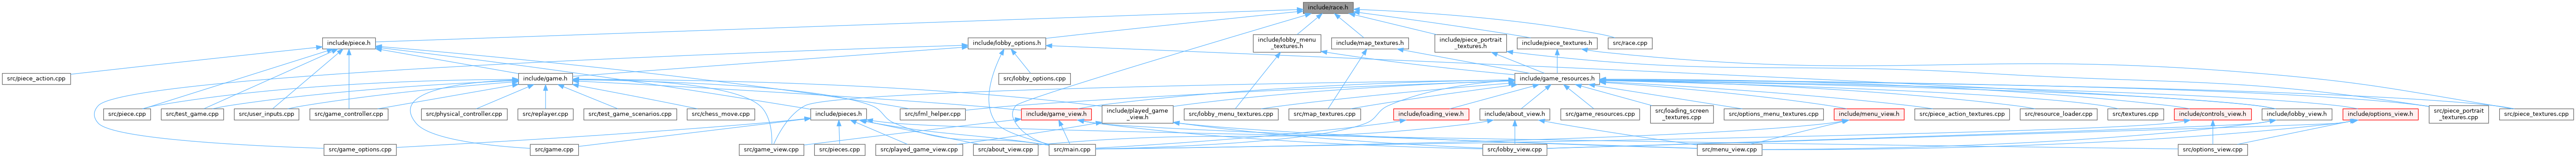 include/race.h
include/piece.h
include/lobby_options.h
include/lobby_menu
_textures.h
include/map_textures.h
include/piece_portrait
_textures.h
include/piece_textures.h
src/race.cpp
src/piece_action.cpp
include/game.h
src/lobby_options.cpp
include/game_resources.h
src/piece.cpp
src/test_game.cpp
src/user_inputs.cpp
src/game_controller.cpp
src/physical_controller.cpp
src/replayer.cpp
src/test_game_scenarios.cpp
src/chess_move.cpp
include/pieces.h
src/sfml_helper.cpp
include/game_view.h
include/played_game
_view.h
src/lobby_menu_textures.cpp
src/map_textures.cpp
include/loading_view.h
include/about_view.h
src/game_resources.cpp
src/loading_screen
_textures.cpp
src/options_menu_textures.cpp
include/menu_view.h
src/piece_action_textures.cpp
src/resource_loader.cpp
src/textures.cpp
include/controls_view.h
include/lobby_view.h
include/options_view.h
src/piece_portrait
_textures.cpp
src/piece_textures.cpp
src/game_options.cpp
src/game.cpp
src/game_view.cpp
src/pieces.cpp
src/played_game_view.cpp
src/about_view.cpp
src/main.cpp
src/lobby_view.cpp
src/menu_view.cpp
src/options_view.cpp